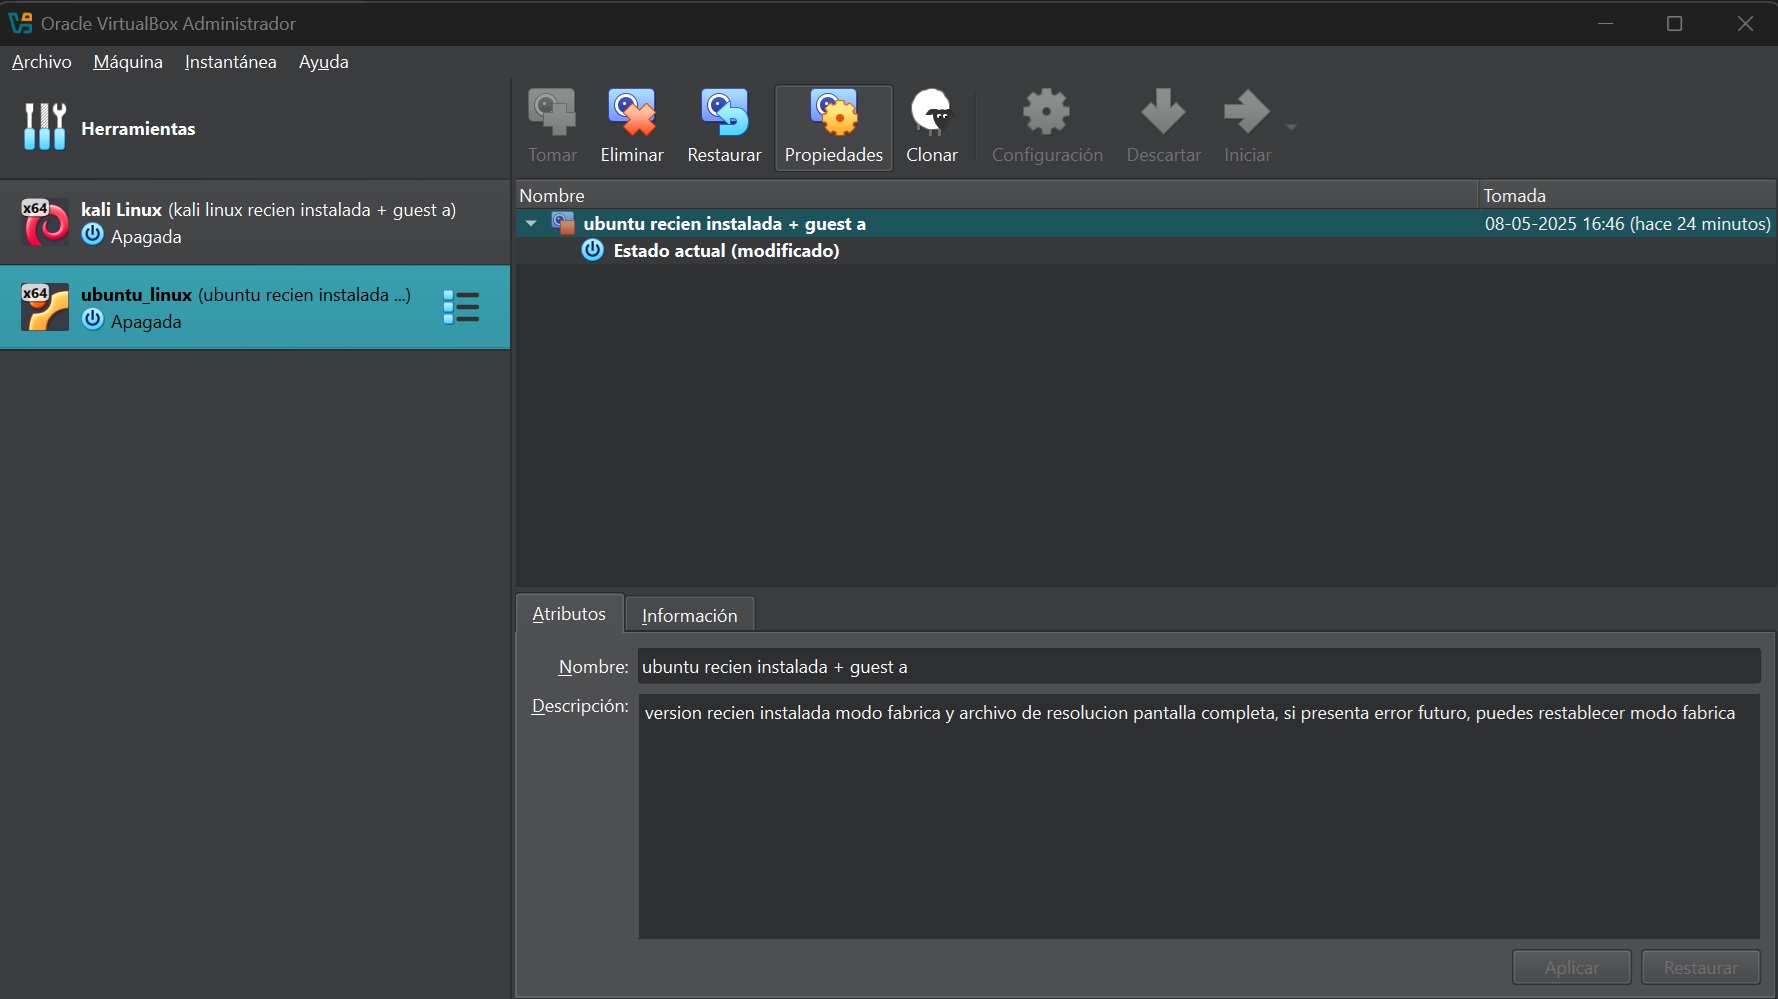 Oracle VirtualBox Administrador
Archivo Máquina Instantánea Ayuda
Herramientas
Tomar Eliminar Restaurar Propiedades Clonar Configuración Descartar Iniciar
x64
kali Linux (kali linux recien instalada + guest a)
Apagada
x64
ubuntu_linux (ubuntu recien instalada ...)
Apagada
Nombre Tomada
ubuntu recien instalada + guest a 08-05-2025 16:46 (hace 24 minutos)
Estado actual (modificado)
Atributos Información
Nombre: ubuntu recien instalada + guest a
Descripción: version recien instalada modo fabrica y archivo de resolucion pantalla completa, si presenta error futuro, puedes restablecer modo fabrica
Aplicar Restaurar